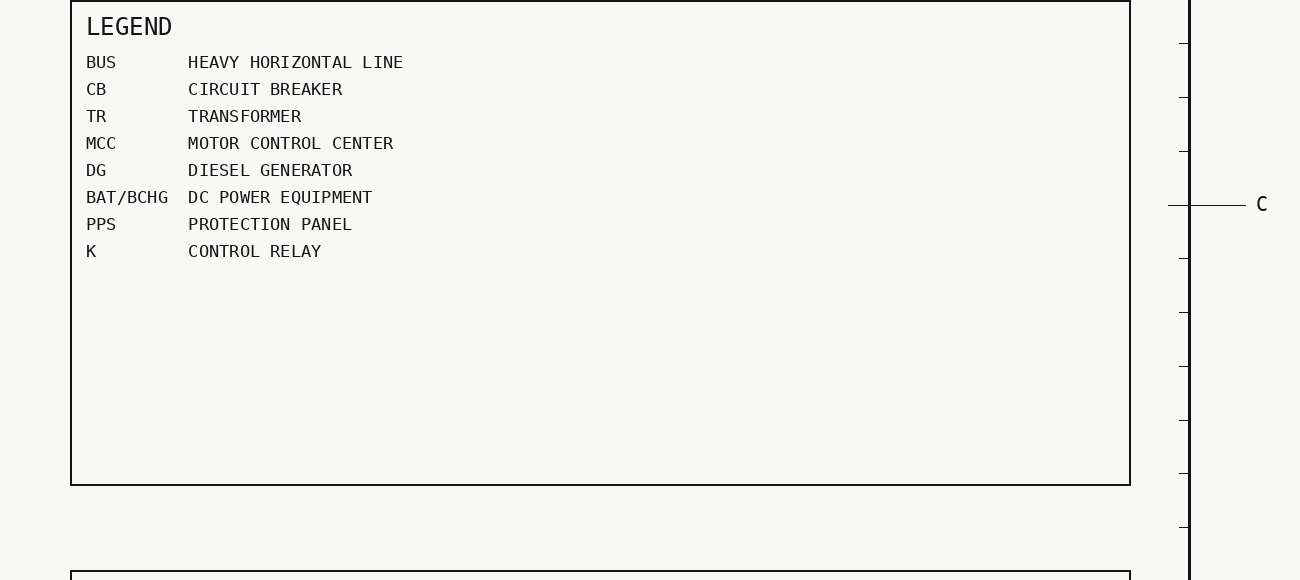 LEGEND
BUS HEAVY HORIZONTAL LINE
CB CIRCUIT BREAKER
TR TRANSFORMER
MCC MOTOR CONTROL CENTER
DG DIESEL GENERATOR
BAT/BCHG DC POWER EQUIPMENT
PPS PROTECTION PANEL
K CONTROL RELAY
C